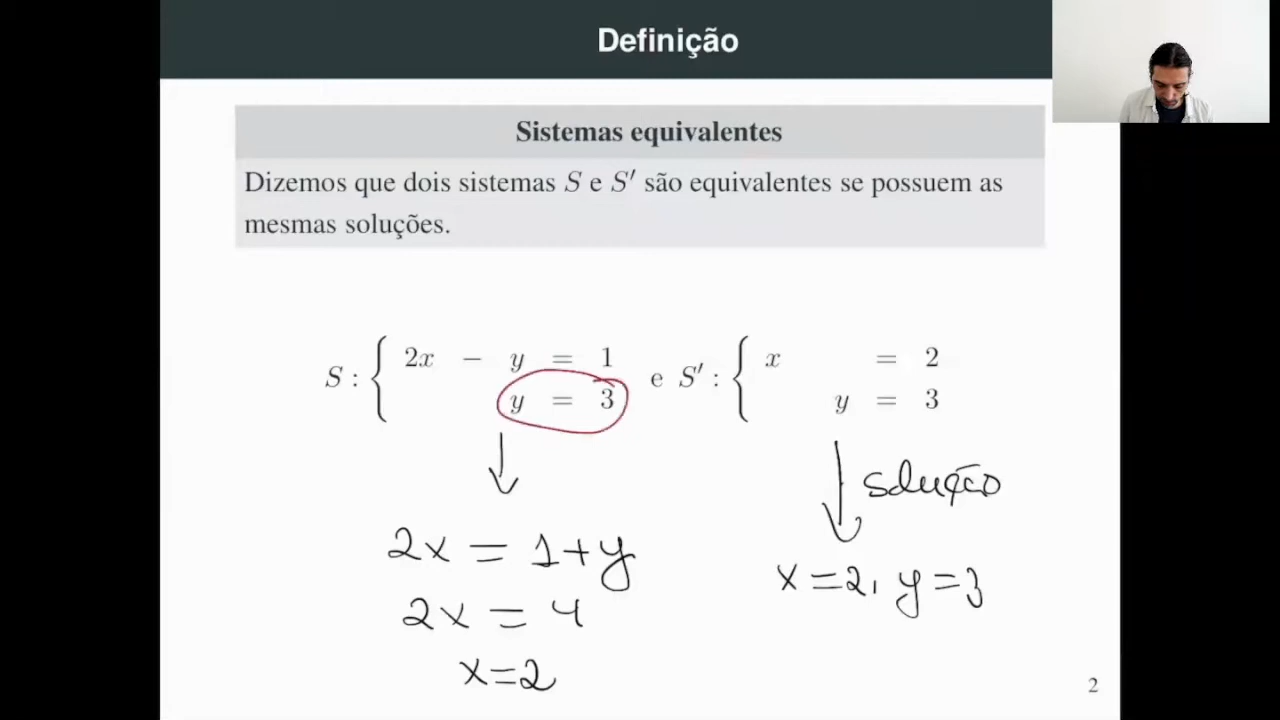 Definição
Sistemas equivalentes
Dizemos que dois sistemas S e S′ são equivalentes se possuem as
mesmas soluções.
S : { 2x − y = 1
y = 3
e S′ : { x = 2
y = 3
2x = 1+y
2x = 4
x=2
solução
x=2, y=3
2